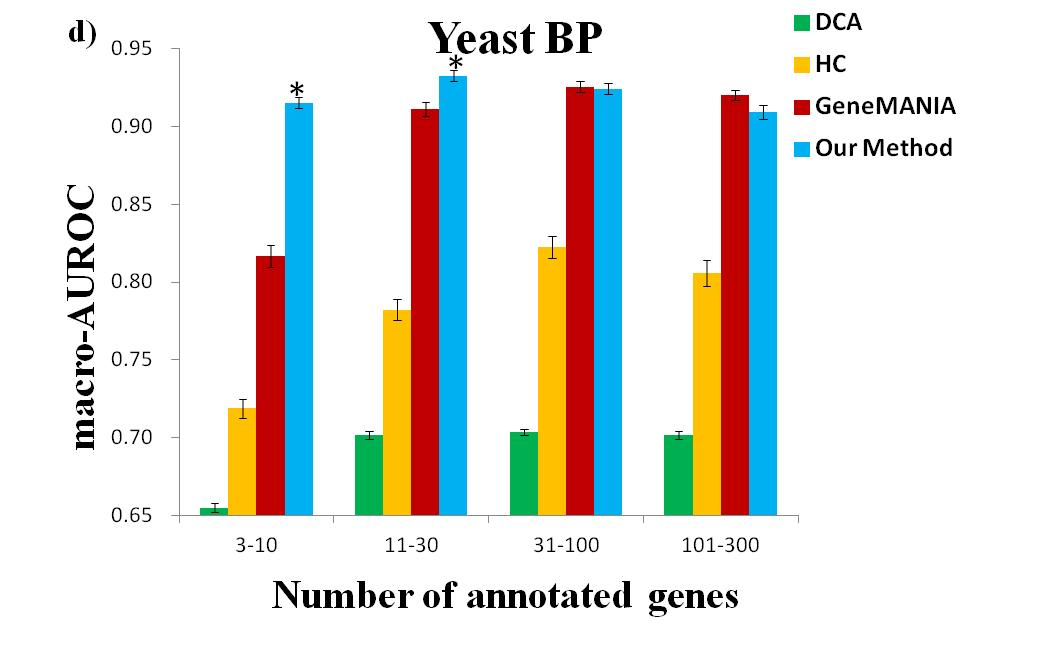 d)
Yeast BP
DCA
HC
GeneMANIA
Our Method
macro-AUROC
0.95
0.90
0.85
0.80
0.75
0.70
0.65
*
*
3-10
11-30
31-100
101-300
Number of annotated genes